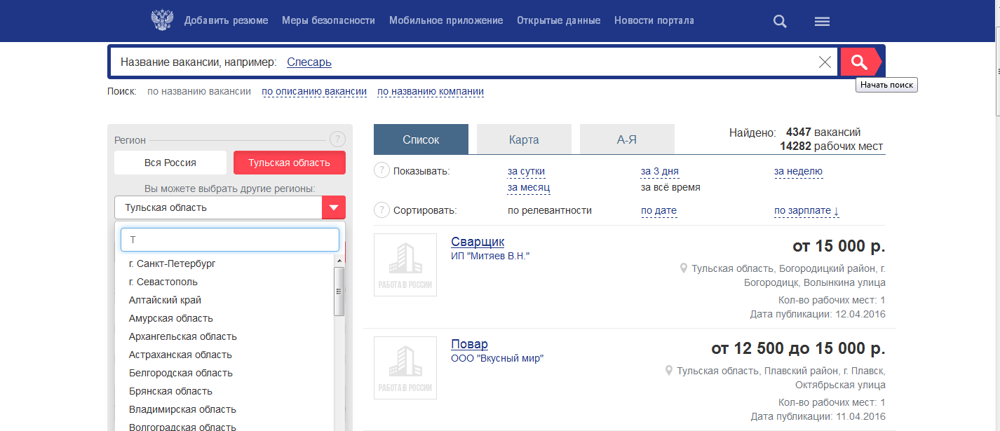 Добавить резюме Меры безопасности Мобильное приложение Открытые данные Новости портала
Название вакансии, например: Слесарь
Начать поиск
Поиск: по названию вакансии по описанию вакансии по названию компании
Регион ?
Вся Россия Тульская область
Вы можете выбрать другие регионы:
Тульская область
Т
г. Санкт-Петербург
г. Севастополь
Алтайский край
Амурская область
Архангельская область
Астраханская область
Белгородская область
Брянская область
Владимирская область
Волгоградская область
Список Карта А-Я
Найдено: 4347 вакансий
14282 рабочих мест
? Показывать: за сутки за 3 дня за неделю
за месяц за всё время
? Сортировать: по релевантности по дате по зарплате ↓
РАБОТА В РОССИИ
Сварщик
ИП "Митяев В.Н."
от 15 000 р.
Тульская область, Богородицкий район, г.
Богородицк, Волынкина улица
Кол-во рабочих мест: 1
Дата публикации: 12.04.2016
РАБОТА В РОССИИ
Повар
ООО "Вкусный мир"
от 12 500 до 15 000 р.
Тульская область, Плавский район, г. Плавск,
Октябрьская улица
Кол-во рабочих мест: 1
Дата публикации: 11.04.2016